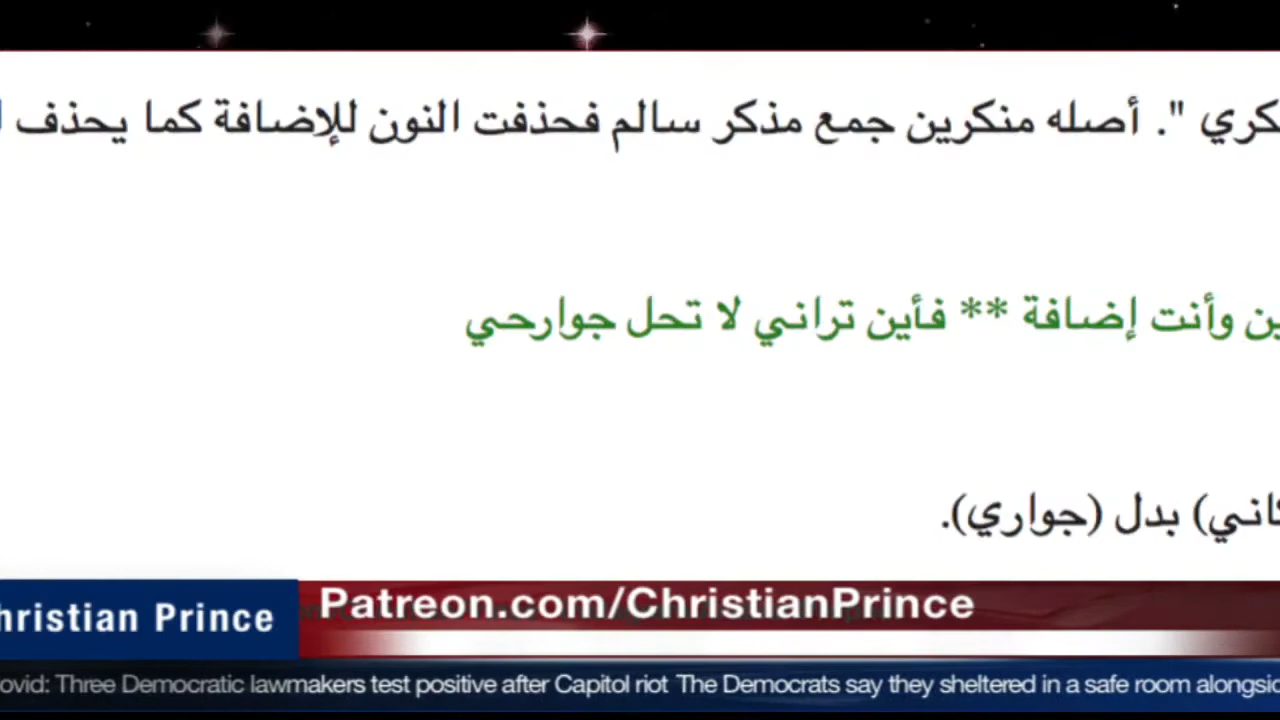 كري ". أصله منكرين جمع مذكر سالم فحذفت النون للإضافة كما يحذف
وأنت إضافة ** فأين تراني لا تحل جوارحي
بدل (جواري).
hristian Prince
Patreon.com/ChristianPrince
ovid: Three Democratic lawmakers test positive after Capitol riot The Democrats say they sheltered in a safe room alongsi